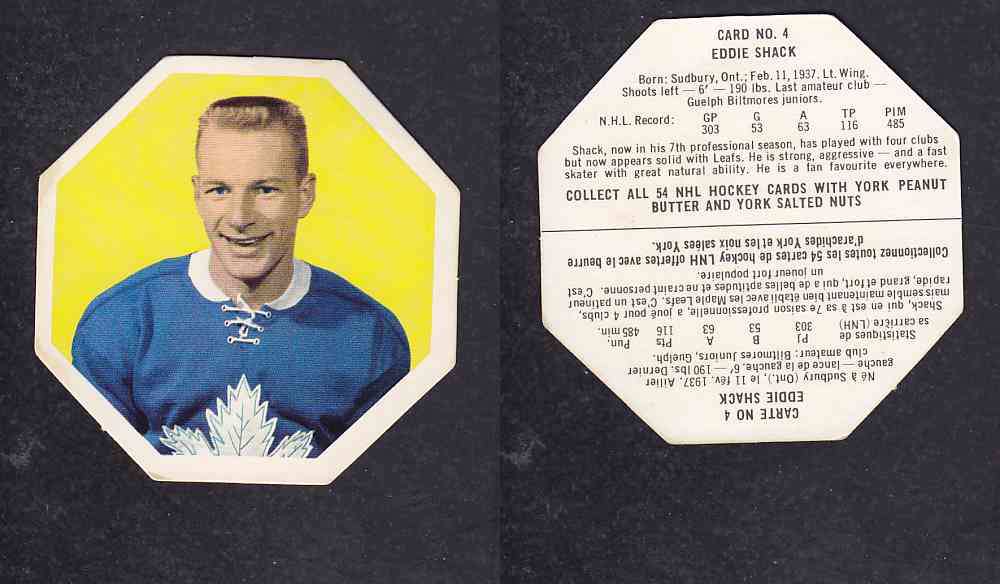 CARD NO. 4
EDDIE SHACK
Born: Sudbury, Ont.; Feb. 11, 1937. Lt. Wing.
Shoots left — 6' — 190 lbs. Last amateur club —
Guelph Biltmores juniors.
N.H.L. Record: GP G A TP PIM
303 53 63 116 485
Shack, now in his 7th professional season, has played with four clubs
but now appears solid with Leafs. He is strong, aggressive — and a fast
skater with great natural ability. He is a fan favourite everywhere.
COLLECT ALL 54 NHL HOCKEY CARDS WITH YORK PEANUT
BUTTER AND YORK SALTED NUTS
CARTE NO 4
EDDIE SHACK
Né à Sudbury (Ont.), le 11 fév. 1937. Ailier
gauche — lance de la gauche. 6' — 190 lbs Dernier
club amateur: Biltmores Juniors, Guelph.
Statistiques de PJ B A Pts Pun.
sa carrière (LNH) 303 53 63 116 485 min.
Shack, qui en est à sa 7e saison professionnelle, a joué pour 4 clubs,
mais semble maintenant bien établi avec les Maple Leafs. C'est un patineur
rapide, grand et fort, qui a de belles aptitudes et ne craint personne. C'est
un joueur fort populaire.
Collectionnez toutes les 54 cartes de hockey LNH offertes avec le beurre
d'arachides York et les noix salées York.